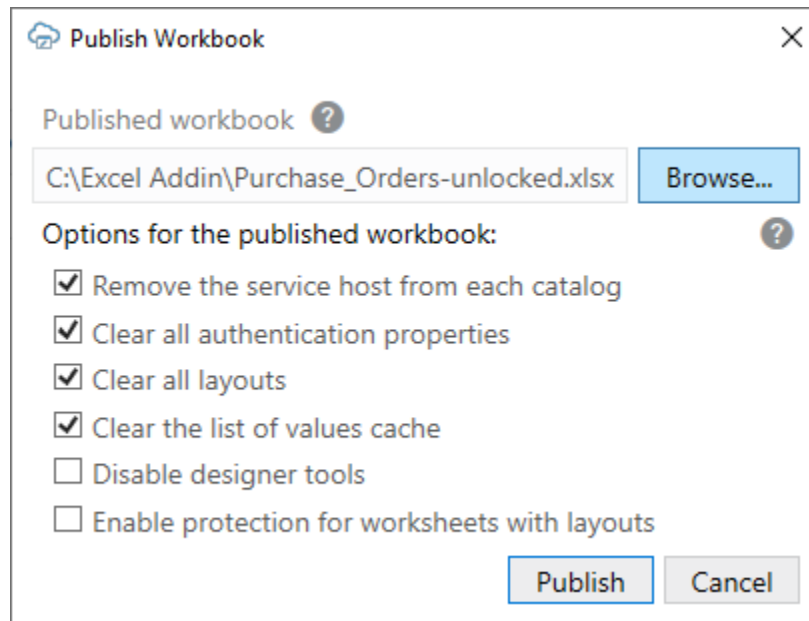 Publish Workbook
Published workbook ?
C:\Excel Addin\Purchase_Orders-unlocked.xlsx Browse...
Options for the published workbook: ?
Remove the service host from each catalog
Clear all authentication properties
Clear all layouts
Clear the list of values cache
Disable designer tools
Enable protection for worksheets with layouts
Publish Cancel